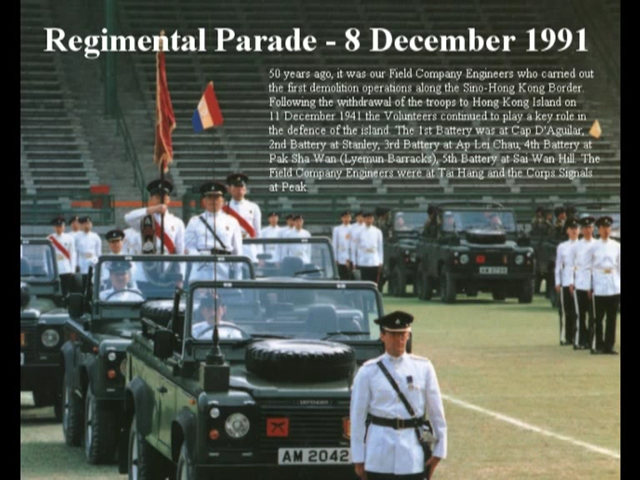 Regimental Parade - 8 December 1991
50 years ago, it was our Field Company Engineers who carried out
the first demolition operations along the Sino-Hong Kong Border.
Following the withdrawal of the troops to Hong Kong Island on
11 December 1941 the Volunteers continued to play a key role in
the defence of the island. The 1st Battery was at Cap D'Aguilar,
2nd Battery at Stanley, 3rd Battery at Ap Lei Chau, 4th Battery at
Pak Sha Wan (Lyemun Barracks), 5th Battery at Sai Wan Hill. The
Field Company Engineers were at Tai Hang and the Corps Signals
at Peak.
DEFENDER
AM 2042